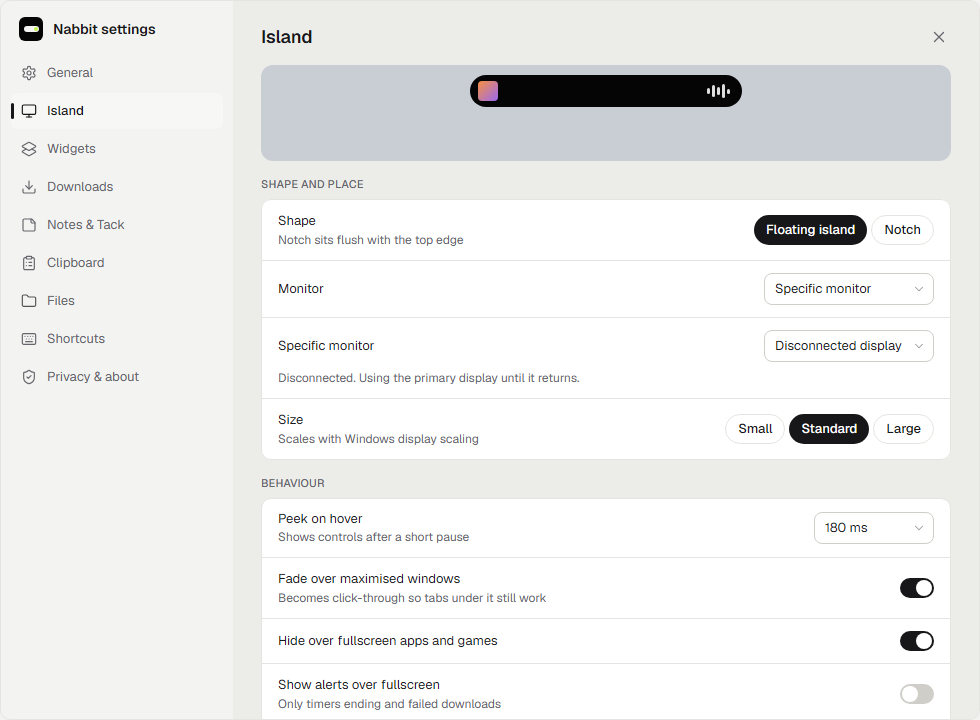 Nabbit settings
General
Island
Widgets
Downloads
Notes & Tack
Clipboard
Files
Shortcuts
Privacy & about
Island
SHAPE AND PLACE
Shape
Notch sits flush with the top edge
Floating island
Notch
Monitor
Specific monitor
Specific monitor
Disconnected display
Disconnected. Using the primary display until it returns.
Size
Scales with Windows display scaling
Small
Standard
Large
BEHAVIOUR
Peek on hover
Shows controls after a short pause
180 ms
Fade over maximised windows
Becomes click-through so tabs under it still work
Hide over fullscreen apps and games
Show alerts over fullscreen
Only timers ending and failed downloads